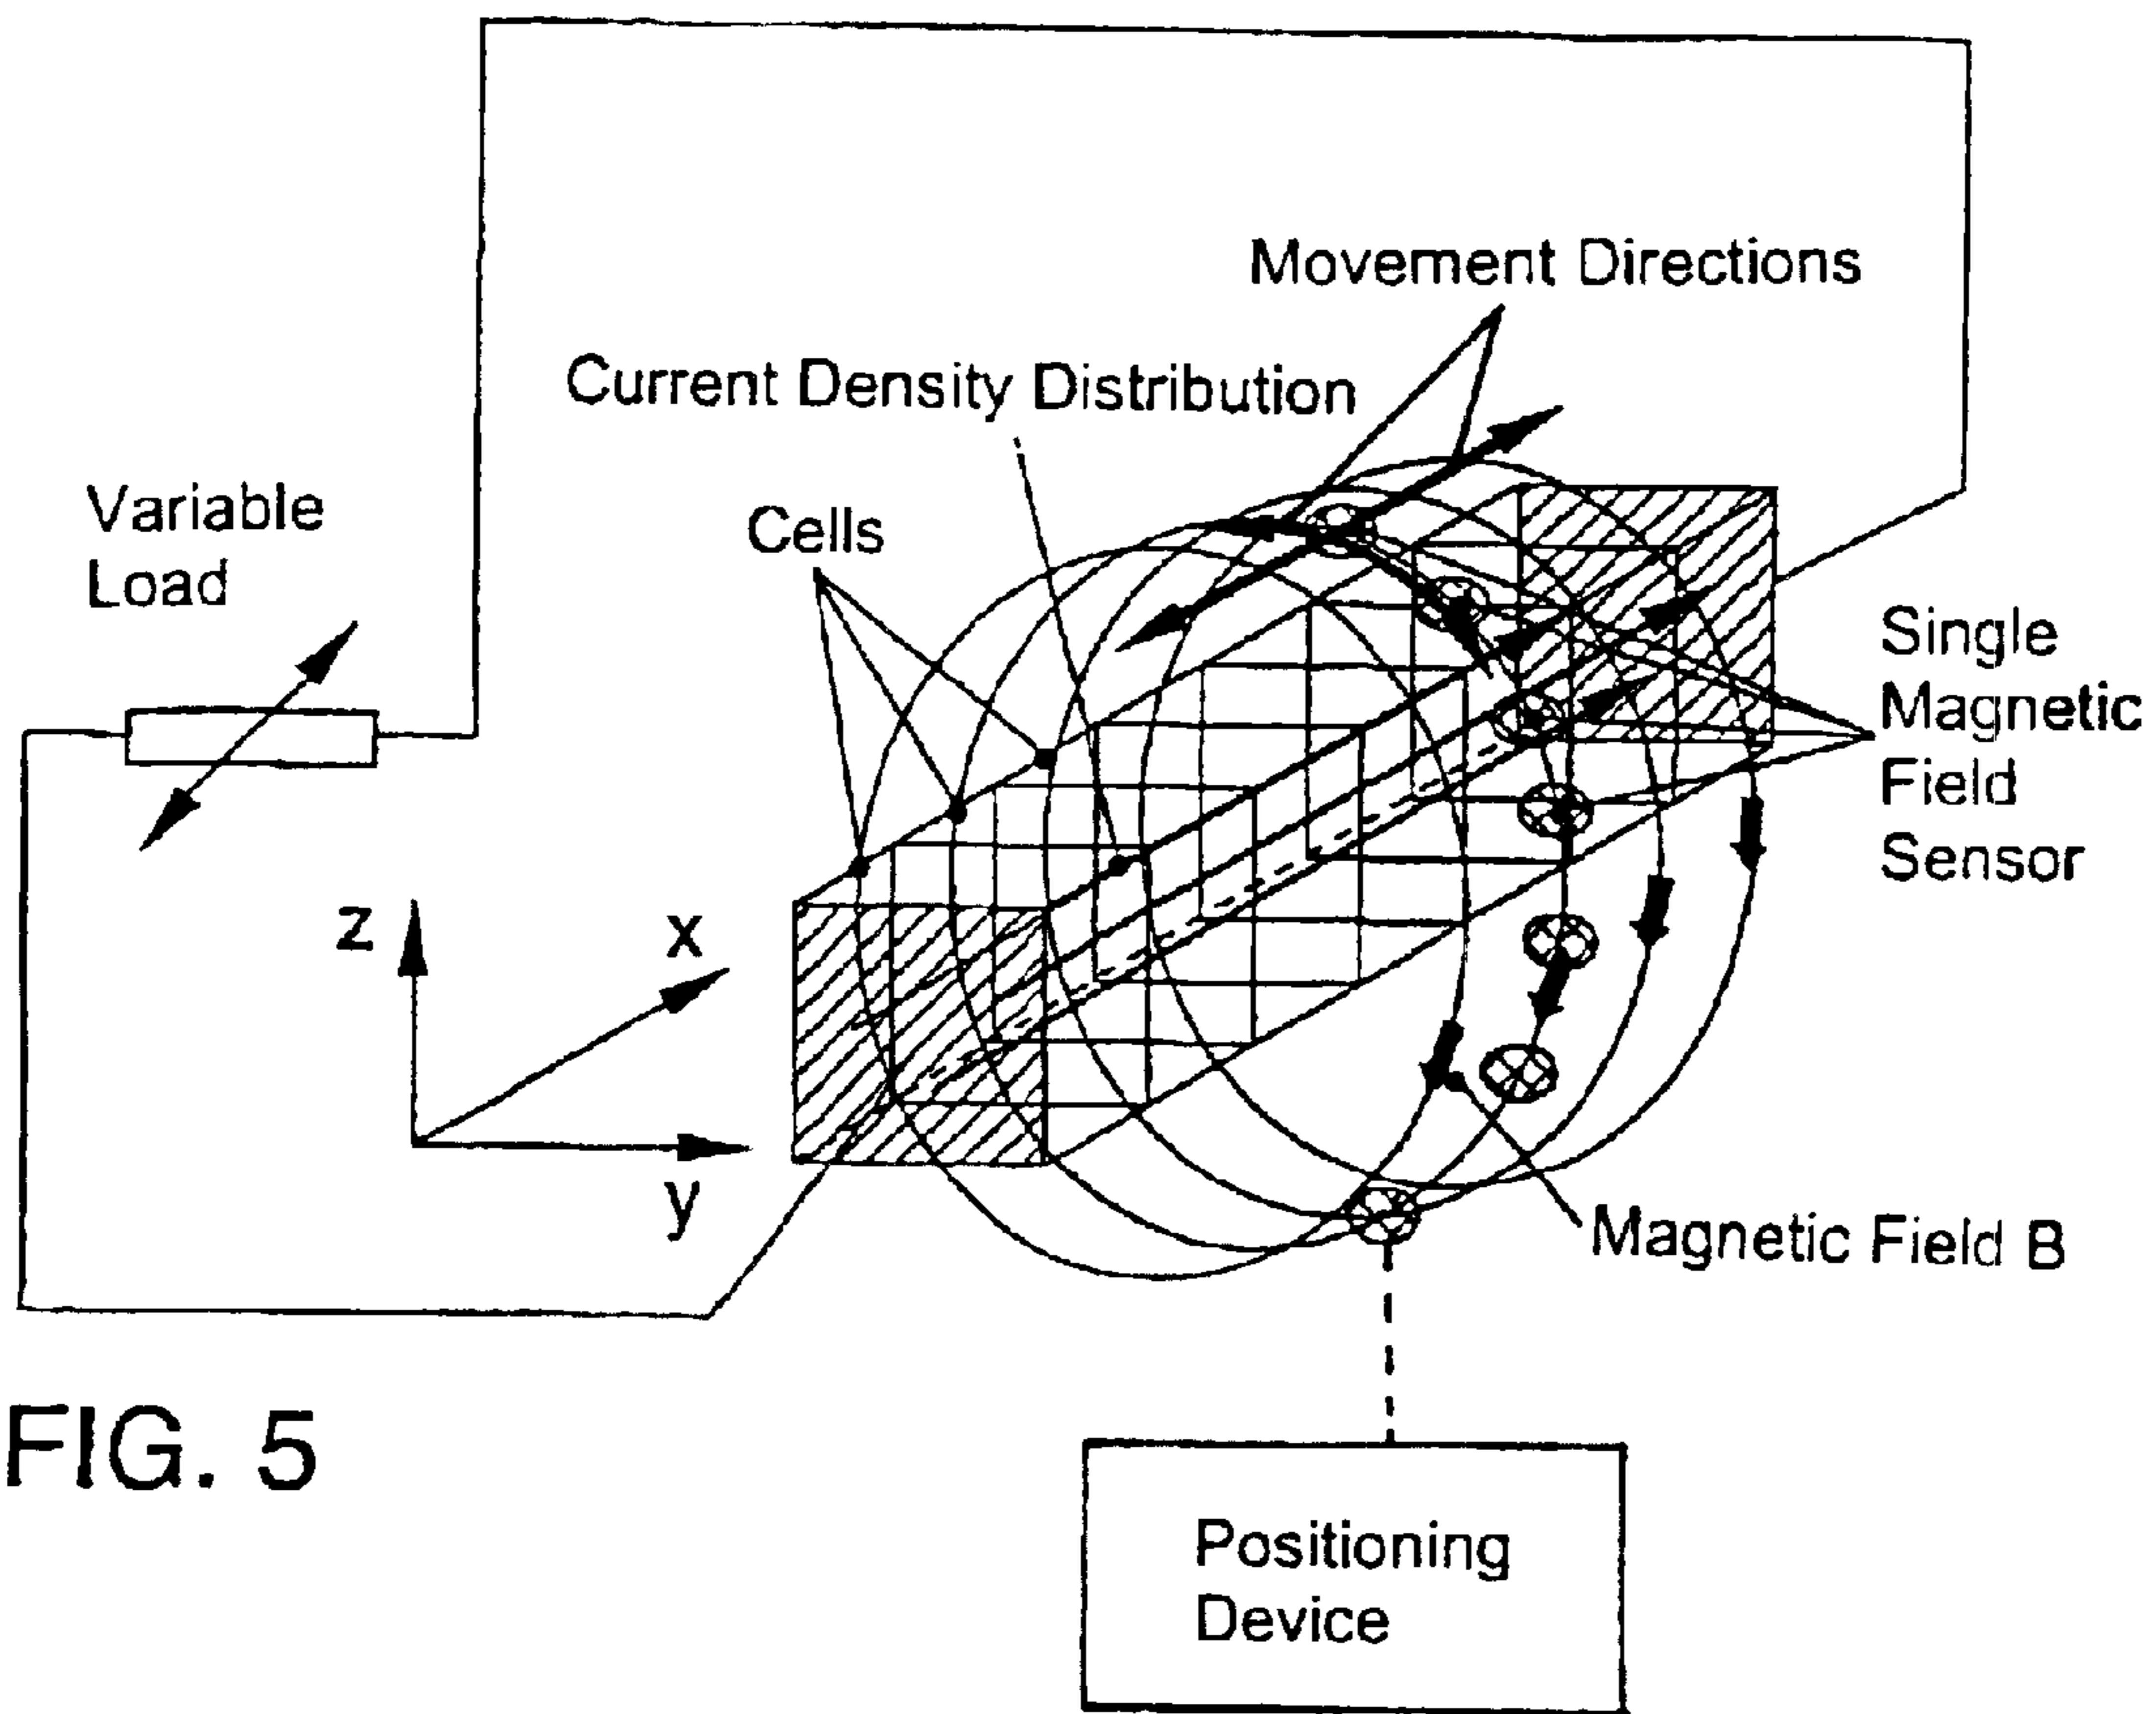 Movement Directions
Current Density Distribution
Variable
Load
Cells
Single
Magnetic
Field
Sensor
z
x
y
Magnetic Field B
FIG. 5
Positioning
Device